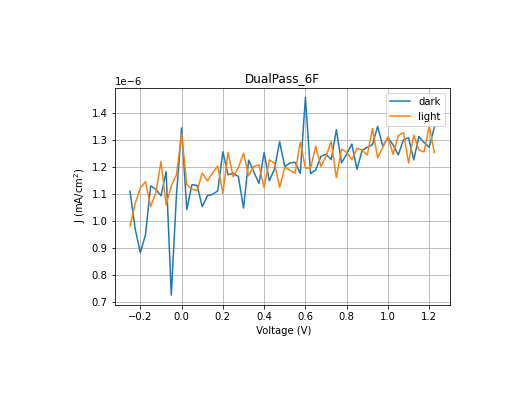 DualPass_6F
1e−6
dark
light
1.4
1.3
1.2
1.1
1.0
0.9
0.8
0.7
J (mA/cm²)
−0.2 0.0 0.2 0.4 0.6 0.8 1.0 1.2
Voltage (V)